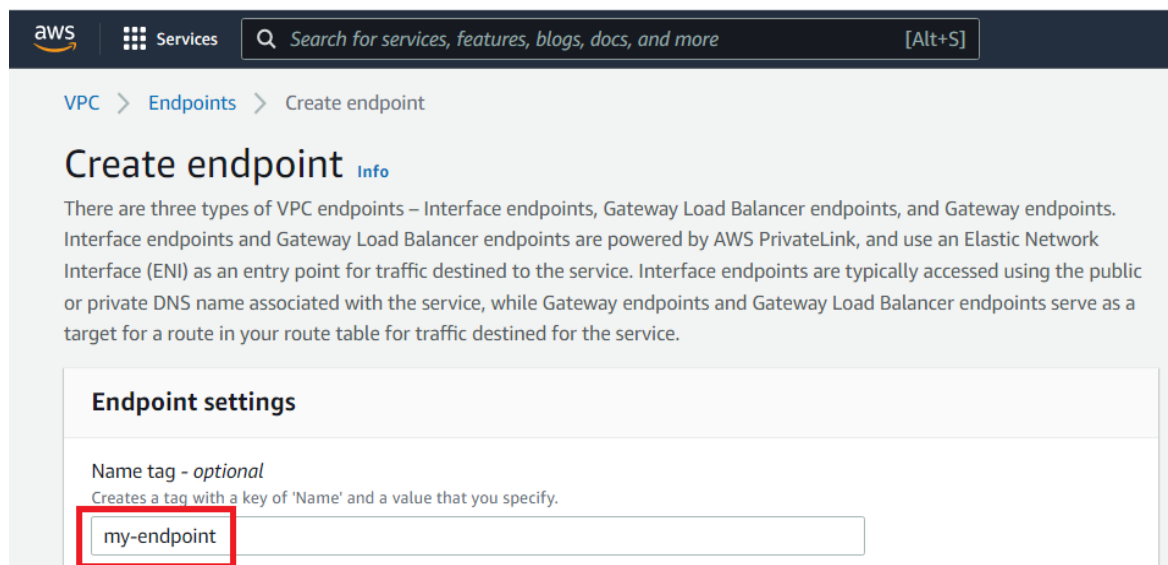 aws Services Search for services, features, blogs, docs, and more [Alt+S]
VPC > Endpoints > Create endpoint
Create endpoint Info
There are three types of VPC endpoints – Interface endpoints, Gateway Load Balancer endpoints, and Gateway endpoints.
Interface endpoints and Gateway Load Balancer endpoints are powered by AWS PrivateLink, and use an Elastic Network
Interface (ENI) as an entry point for traffic destined to the service. Interface endpoints are typically accessed using the public
or private DNS name associated with the service, while Gateway endpoints and Gateway Load Balancer endpoints serve as a
target for a route in your route table for traffic destined for the service.
Endpoint settings
Name tag - optional
Creates a tag with a key of 'Name' and a value that you specify.
my-endpoint